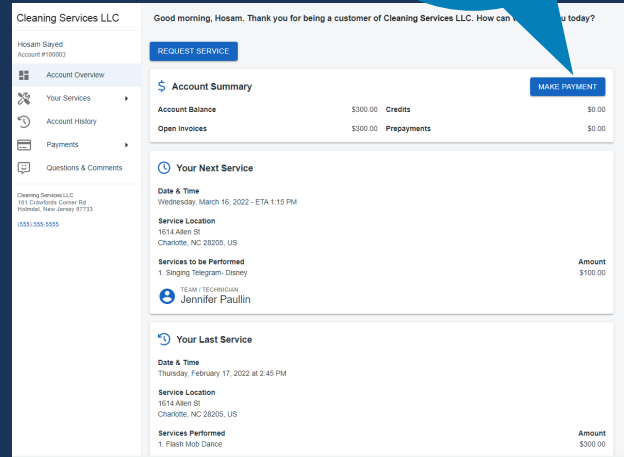 Cleaning Services LLC
Good morning, Hosam. Thank you for being a customer of Cleaning Services LLC. How can today?
Hosam Sayed
Account #100003
Account Overview
Your Services
Account History
Payments
Questions & Comments
Cleaning Services LLC
101 Crawfords Corner Rd
Holmdel, New Jersey 07733
(555) 555-5555
REQUEST SERVICE
Account Summary
MAKE PAYMENT
Account Balance $300.00 Credits $0.00
Open Invoices $300.00 Prepayments $0.00
Your Next Service
Date & Time
Wednesday, March 16, 2022 - ETA 1:15 PM
Service Location
1614 Allen St
Charlotte, NC 28205, US
Services to be Performed Amount
1. Singing Telegram- Disney $100.00
TEAM / TECHNICIAN
Jennifer Paullin
Your Last Service
Date & Time
Thursday, February 17, 2022 at 2:45 PM
Service Location
1614 Allen St
Charlotte, NC 28205, US
Services Performed Amount
1. Flash Mob Dance $300.00